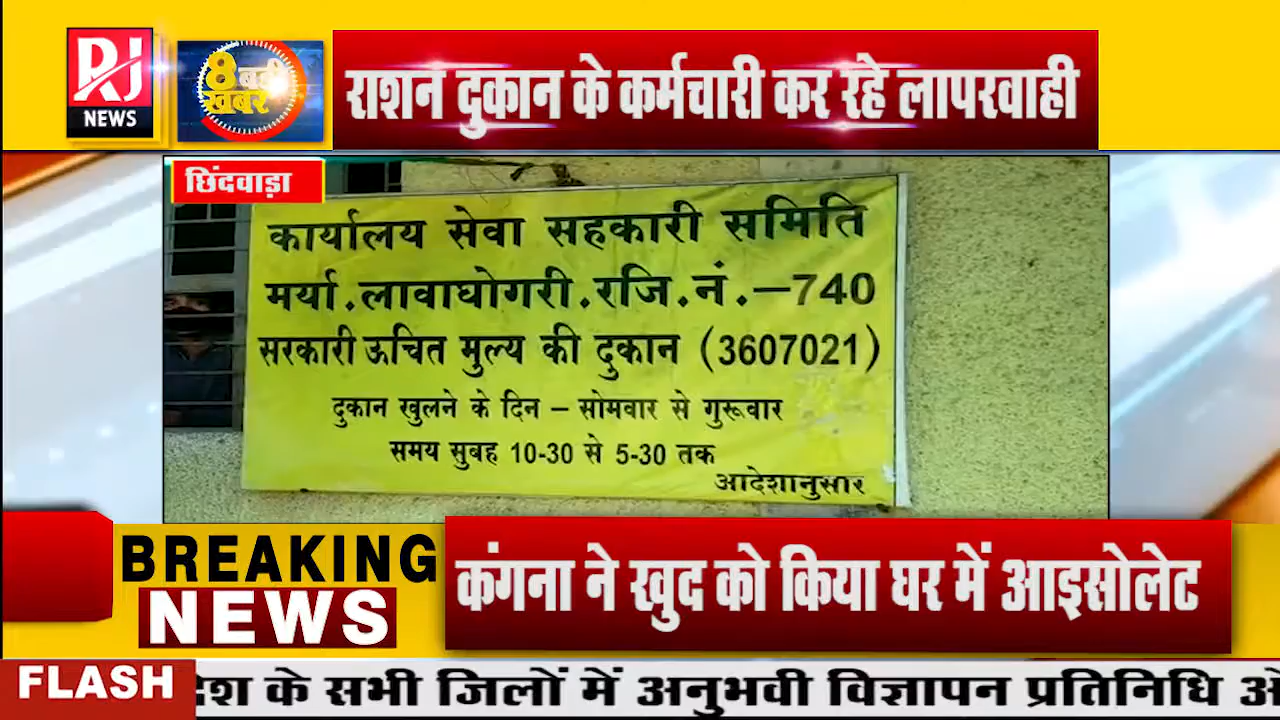 RJ
NEWS
8 बड़ी
खबर
राशन दुकान के कर्मचारी कर रहे लापरवाही
छिंदवाड़ा
कार्यालय सेवा सहकारी समिति
मर्या.लावाघोगरी.रजि.नं.–740
सरकारी ऊचित मुल्य की दुकान (3607021)
दुकान खुलने के दिन – सोमवार से गुरूवार
समय सुबह 10-30 से 5-30 तक
आदेशानुसार
BREAKING
NEWS
कंगना ने खुद को किया घर में आइसोलेट
FLASH
के सभी जिलों में अनुभवी विज्ञापन प्रतिनिधि